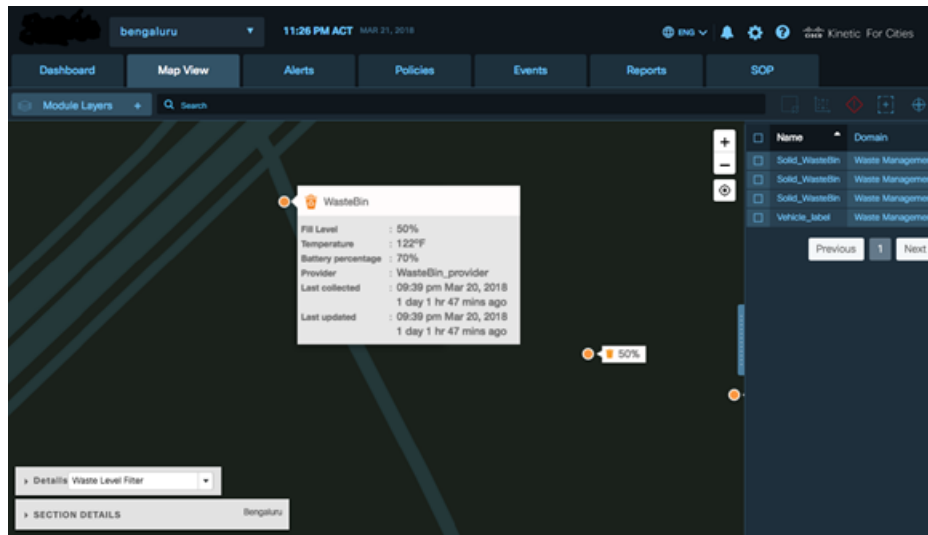 bengaluru
11:26 PM ACT MAR 21, 2018
ENG
CISCO Kinetic For Cities
Dashboard
Map View
Alerts
Policies
Events
Reports
SOP
Module Layers +
Search
Name
Domain
Solid_WasteBin Waste Manageme
Solid_WasteBin Waste Manageme
Solid_WasteBin Waste Manageme
Vehicle_label Waste Manageme
Previous 1 Next
+
−
WasteBin
Fill Level : 50%
Temperature : 122ºF
Battery percentage : 70%
Provider : WasteBin_provider
Last collected : 09:39 pm Mar 20, 2018
1 day 1 hr 47 mins ago
Last updated : 09:39 pm Mar 20, 2018
1 day 1 hr 47 mins ago
50%
Details Waste Level Filter
SECTION DETAILS Bengaluru